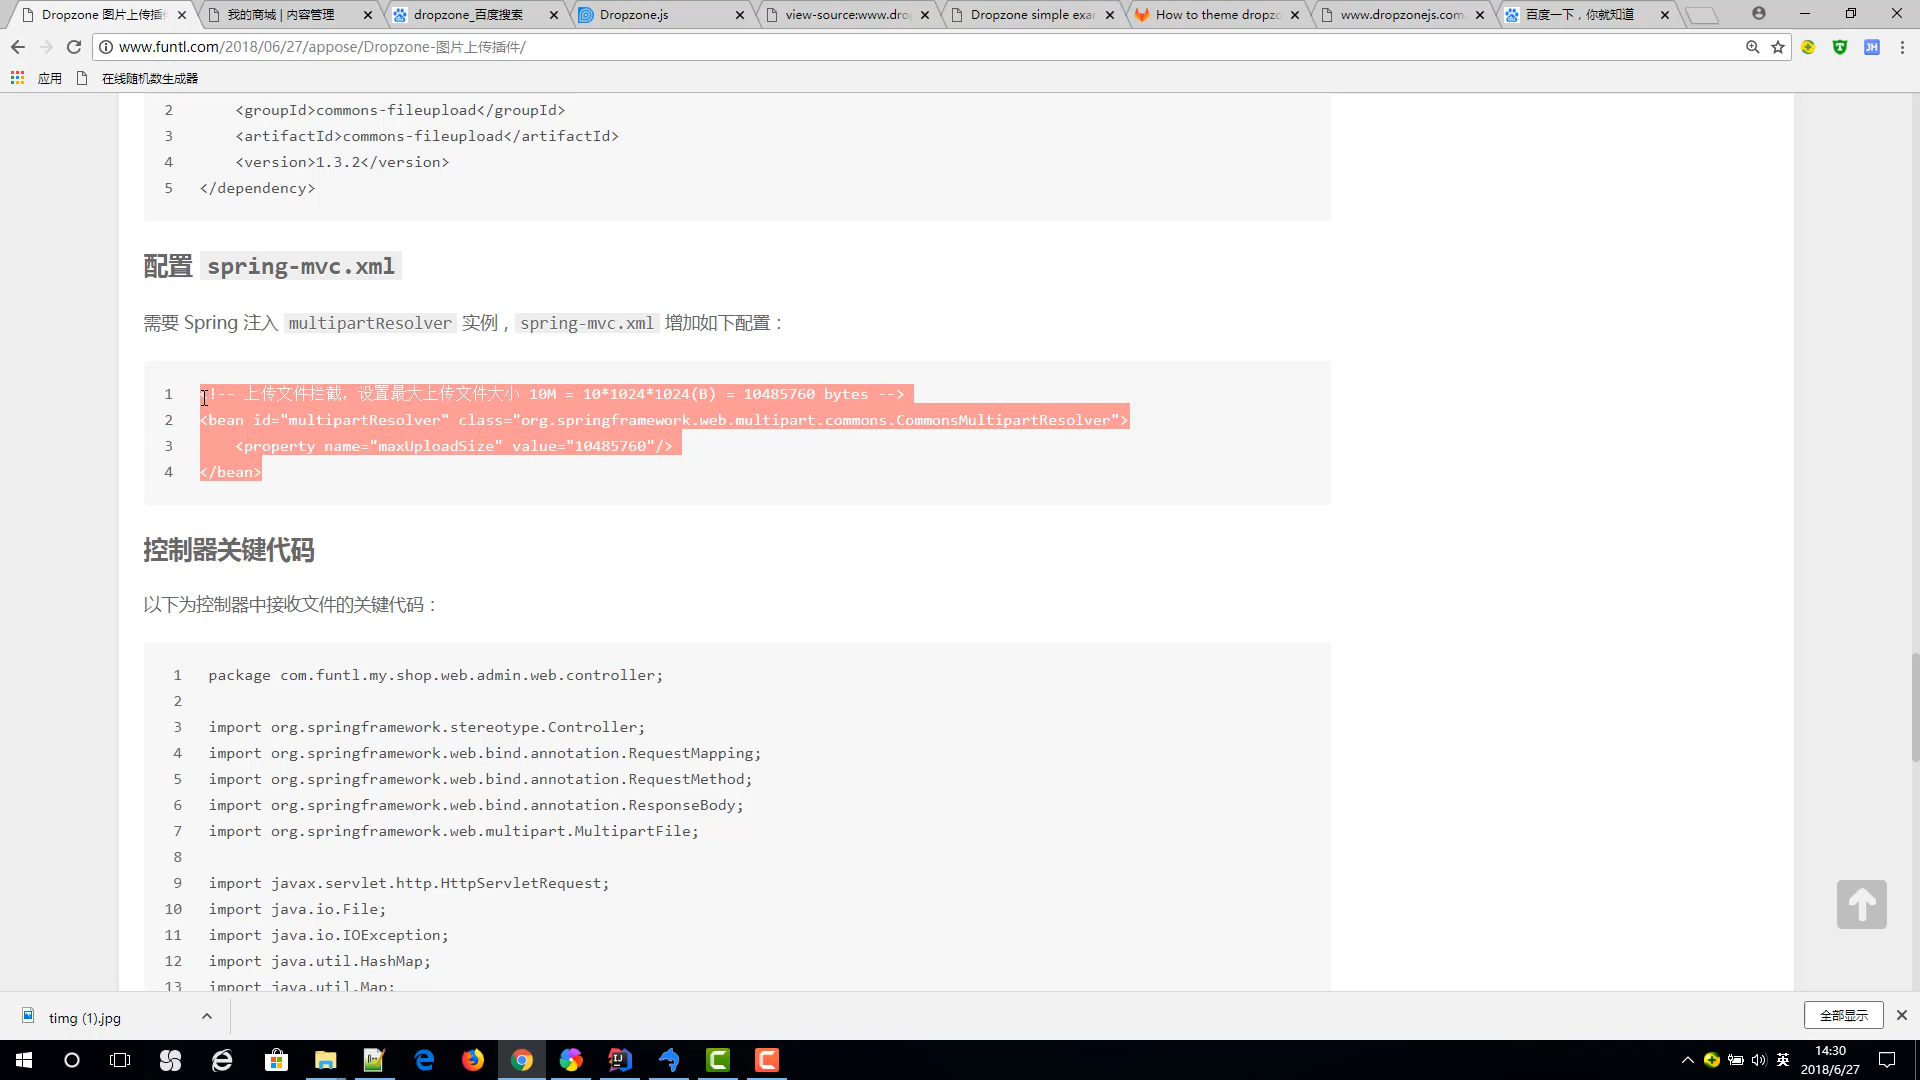 Dropzone 图片上传插件
我的商城 | 内容管理
dropzone_百度搜索
Dropzone.js
view-source:www.dro
Dropzone simple exa
How to theme dropzo
www.dropzonejs.com
百度一下，你就知道
www.funtl.com/2018/06/27/appose/Dropzone-图片上传插件/
应用
在线随机数生成器
2 <groupId>commons-fileupload</groupId>
3 <artifactId>commons-fileupload</artifactId>
4 <version>1.3.2</version>
5 </dependency>
配置 spring-mvc.xml
需要 Spring 注入 multipartResolver 实例，spring-mvc.xml 增加如下配置：
1 <!-- 上传文件拦截，设置最大上传文件大小 10M = 10*1024*1024(B) = 10485760 bytes -->
2 <bean id="multipartResolver" class="org.springframework.web.multipart.commons.CommonsMultipartResolver">
3 <property name="maxUploadSize" value="10485760"/>
4 </bean>
控制器关键代码
以下为控制器中接收文件的关键代码：
1 package com.funtl.my.shop.web.admin.web.controller;
2
3 import org.springframework.stereotype.Controller;
4 import org.springframework.web.bind.annotation.RequestMapping;
5 import org.springframework.web.bind.annotation.RequestMethod;
6 import org.springframework.web.bind.annotation.ResponseBody;
7 import org.springframework.web.multipart.MultipartFile;
8
9 import javax.servlet.http.HttpServletRequest;
10 import java.io.File;
11 import java.io.IOException;
12 import java.util.HashMap;
13 import java.util.Map;
timg (1).jpg
全部显示
英
14:30
2018/6/27